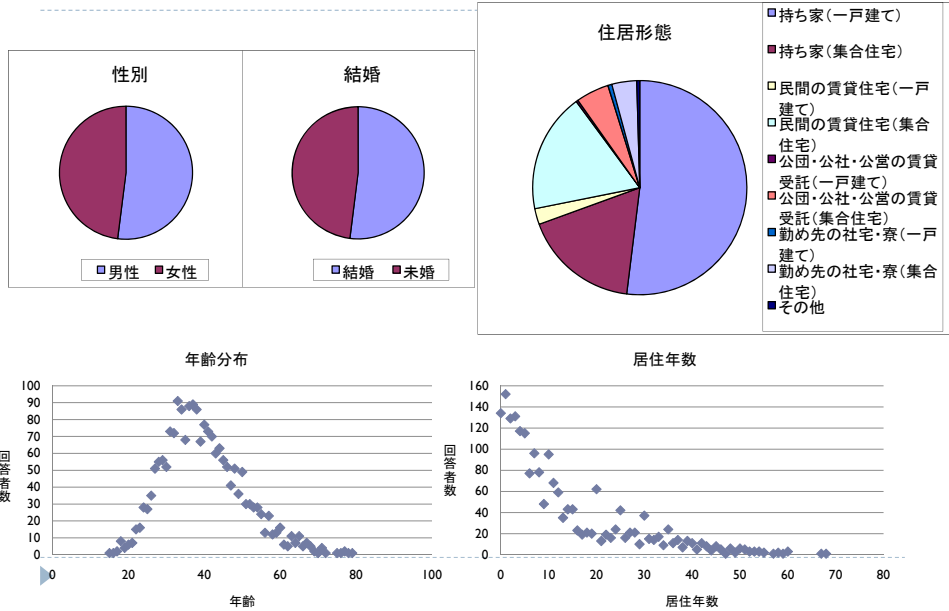 性別
男性 女性
結婚
結婚 未婚
住居形態
持ち家(一戸建て)
持ち家(集合住宅)
民間の賃貸住宅(一戸
建て)
民間の賃貸住宅(集合
住宅)
公団・公社・公営の賃貸
受託(一戸建て)
公団・公社・公営の賃貸
受託(集合住宅)
勤め先の社宅・寮(一戸
建て)
勤め先の社宅・寮(集合
住宅)
その他
年齢分布
回答者数
100
90
80
70
60
50
40
30
20
10
0
0 20 40 60 80 100
年齢
居住年数
回答者数
160
140
120
100
80
60
40
20
0
0 10 20 30 40 50 60 70 80
居住年数